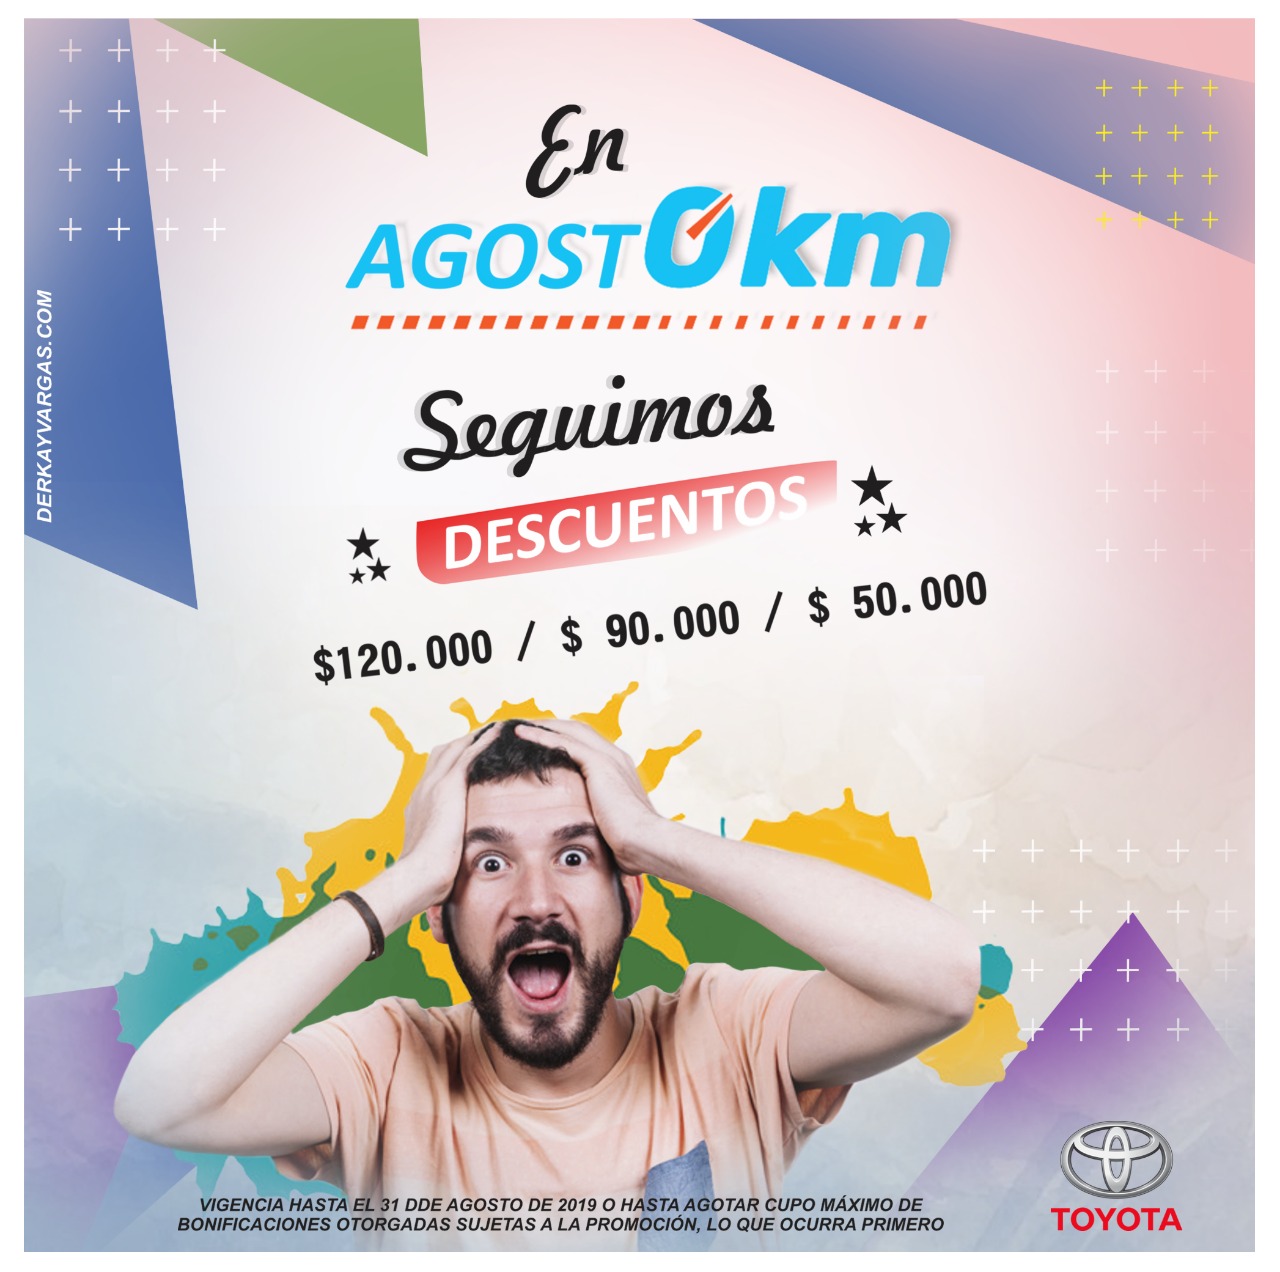 En
AGOST0km
Seguimos
DESCUENTOS
$120.000 / $ 90.000 / $ 50.000
DERKAYVARGAS.COM
VIGENCIA HASTA EL 31 DDE AGOSTO DE 2019 O HASTA AGOTAR CUPO MÁXIMO DE
BONIFICACIONES OTORGADAS SUJETAS A LA PROMOCIÓN, LO QUE OCURRA PRIMERO
TOYOTA